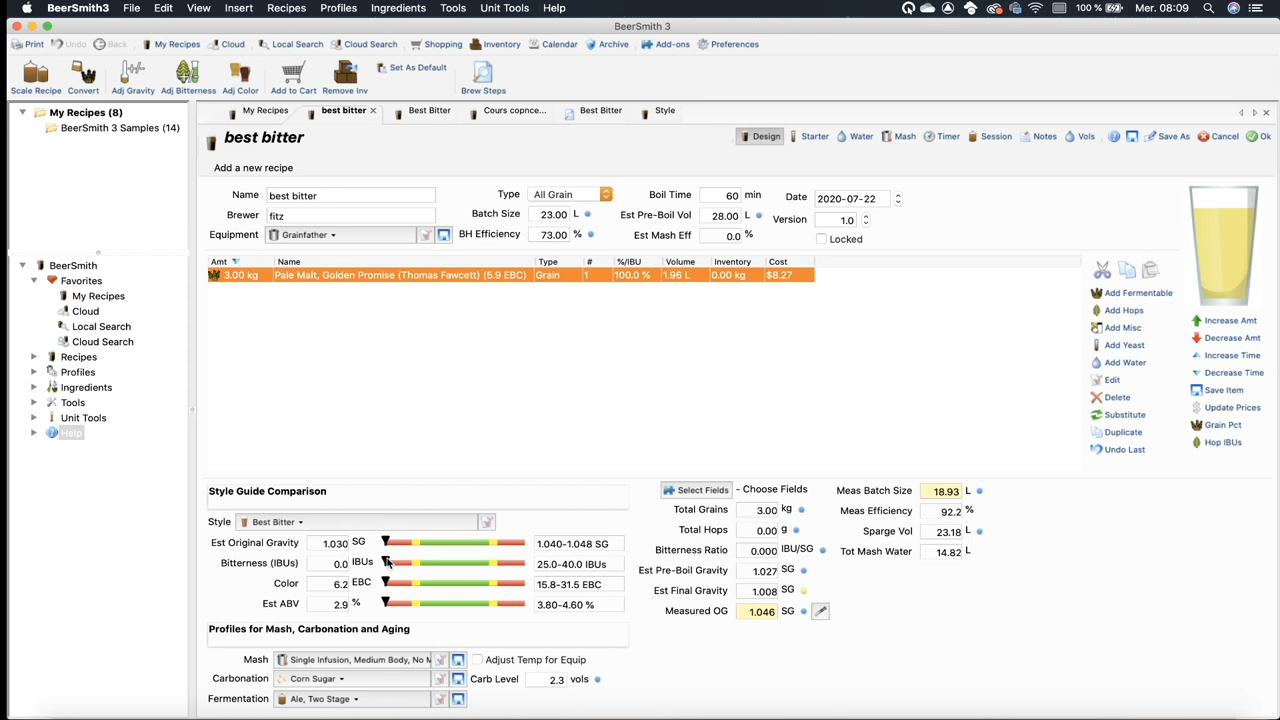 BeerSmith3 File Edit View Insert Recipes Profiles Ingredients Tools Unit Tools Help 100 % Mer. 08:09
BeerSmith 3
Print Undo Back My Recipes Cloud Local Search Cloud Search Shopping Inventory Calendar Archive Add-ons Preferences
Scale Recipe Convert Adj Gravity Adj Bitterness Adj Color Add to Cart Remove Inv Set As Default Brew Steps
My Recipes (8)
BeerSmith 3 Samples (14)
BeerSmith
Favorites
My Recipes
Cloud
Local Search
Cloud Search
Recipes
Profiles
Ingredients
Tools
Unit Tools
Help
My Recipes best bitter Best Bitter Cours copnce... Best Bitter Style
best bitter
Design Starter Water Mash Timer Session Notes Vols Save As Cancel Ok
Add a new recipe
Name best bitter Type All Grain Boil Time 60 min Date 2020-07-22
Brewer fitz Batch Size 23.00 L Est Pre-Boil Vol 28.00 L Version 1.0
Equipment Grainfather BH Efficiency 73.00 % Est Mash Eff 0.0 % Locked
Amt Name Type # %/IBU Volume Inventory Cost
3.00 kg Pale Malt, Golden Promise (Thomas Fawcett) (5.9 EBC) Grain 1 100.0 % 1.96 L 0.00 kg $8.27
Add Fermentable
Add Hops
Add Misc
Add Yeast
Add Water
Edit
Delete
Substitute
Duplicate
Undo Last
Increase Amt
Decrease Amt
Increase Time
Decrease Time
Save Item
Update Prices
Grain Pct
Hop IBUs
Style Guide Comparison
Style Best Bitter
Est Original Gravity 1.030 SG 1.040-1.048 SG
Bitterness (IBUs) 0.0 IBUs 25.0-40.0 IBUs
Color 6.2 EBC 15.8-31.5 EBC
Est ABV 2.9 % 3.80-4.60 %
Select Fields - Choose Fields
Total Grains 3.00 kg
Total Hops 0.00 g
Bitterness Ratio 0.000 IBU/SG
Est Pre-Boil Gravity 1.027 SG
Est Final Gravity 1.008 SG
Measured OG 1.046 SG
Meas Batch Size 18.93 L
Meas Efficiency 92.2 %
Sparge Vol 23.18 L
Tot Mash Water 14.82 L
Profiles for Mash, Carbonation and Aging
Mash Single Infusion, Medium Body, No M Adjust Temp for Equip
Carbonation Corn Sugar Carb Level 2.3 vols
Fermentation Ale, Two Stage